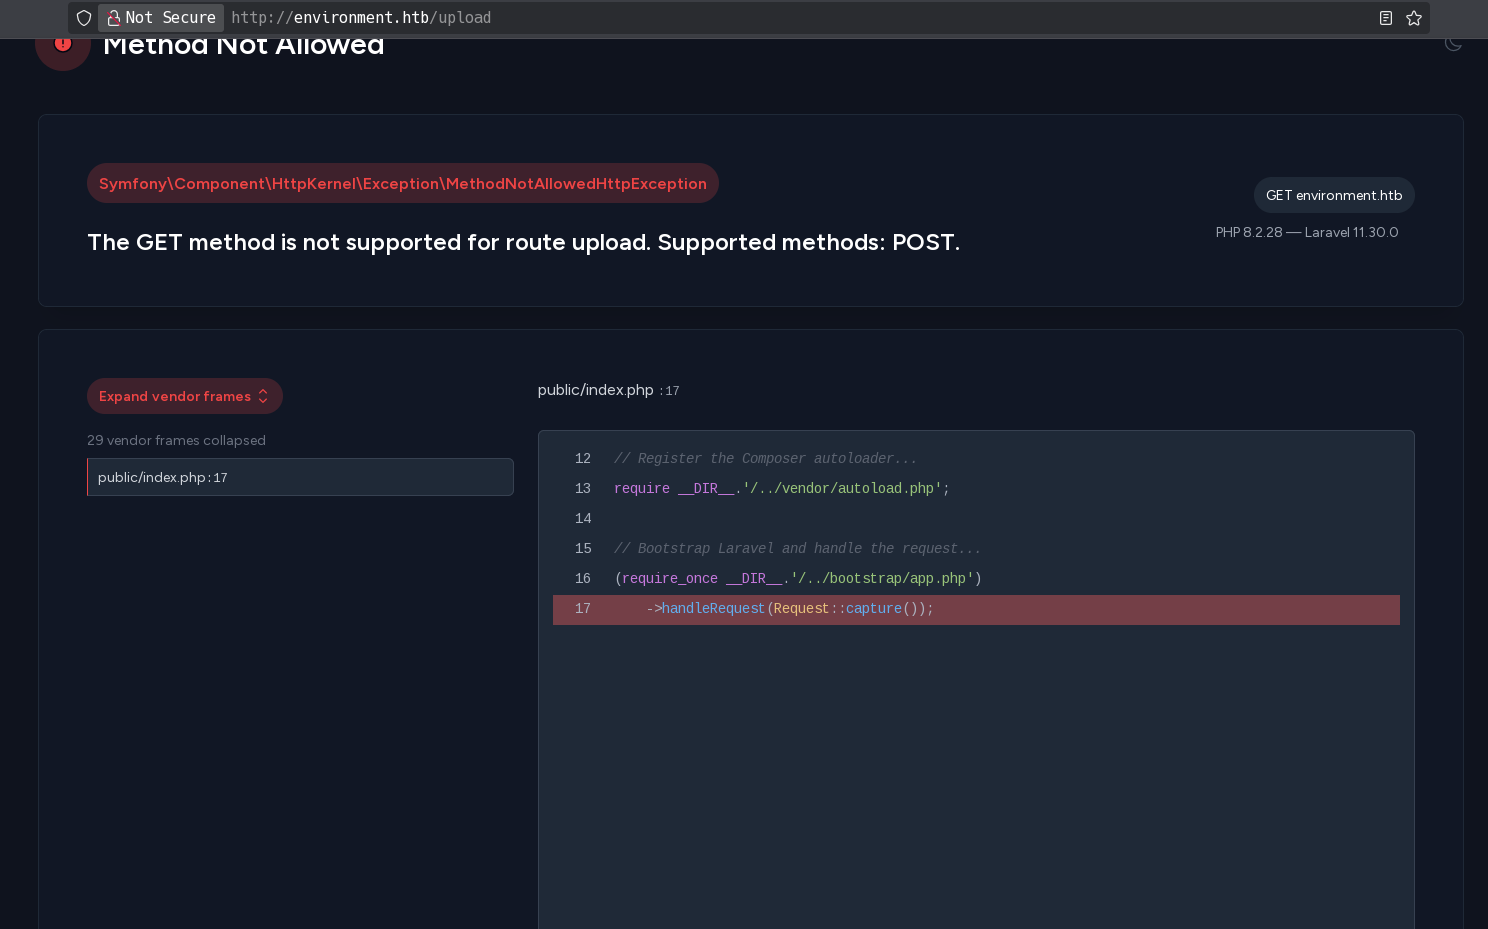 Not Secure http://environment.htb/upload
Method Not Allowed
Symfony\Component\HttpKernel\Exception\MethodNotAllowedHttpException
GET environment.htb
The GET method is not supported for route upload. Supported methods: POST.
PHP 8.2.28 — Laravel 11.30.0
Expand vendor frames
29 vendor frames collapsed
public/index.php:17
public/index.php :17
12 // Register the Composer autoloader...
13 require __DIR__.'/../vendor/autoload.php';
14
15 // Bootstrap Laravel and handle the request...
16 (require_once __DIR__.'/../bootstrap/app.php')
17 ->handleRequest(Request::capture());